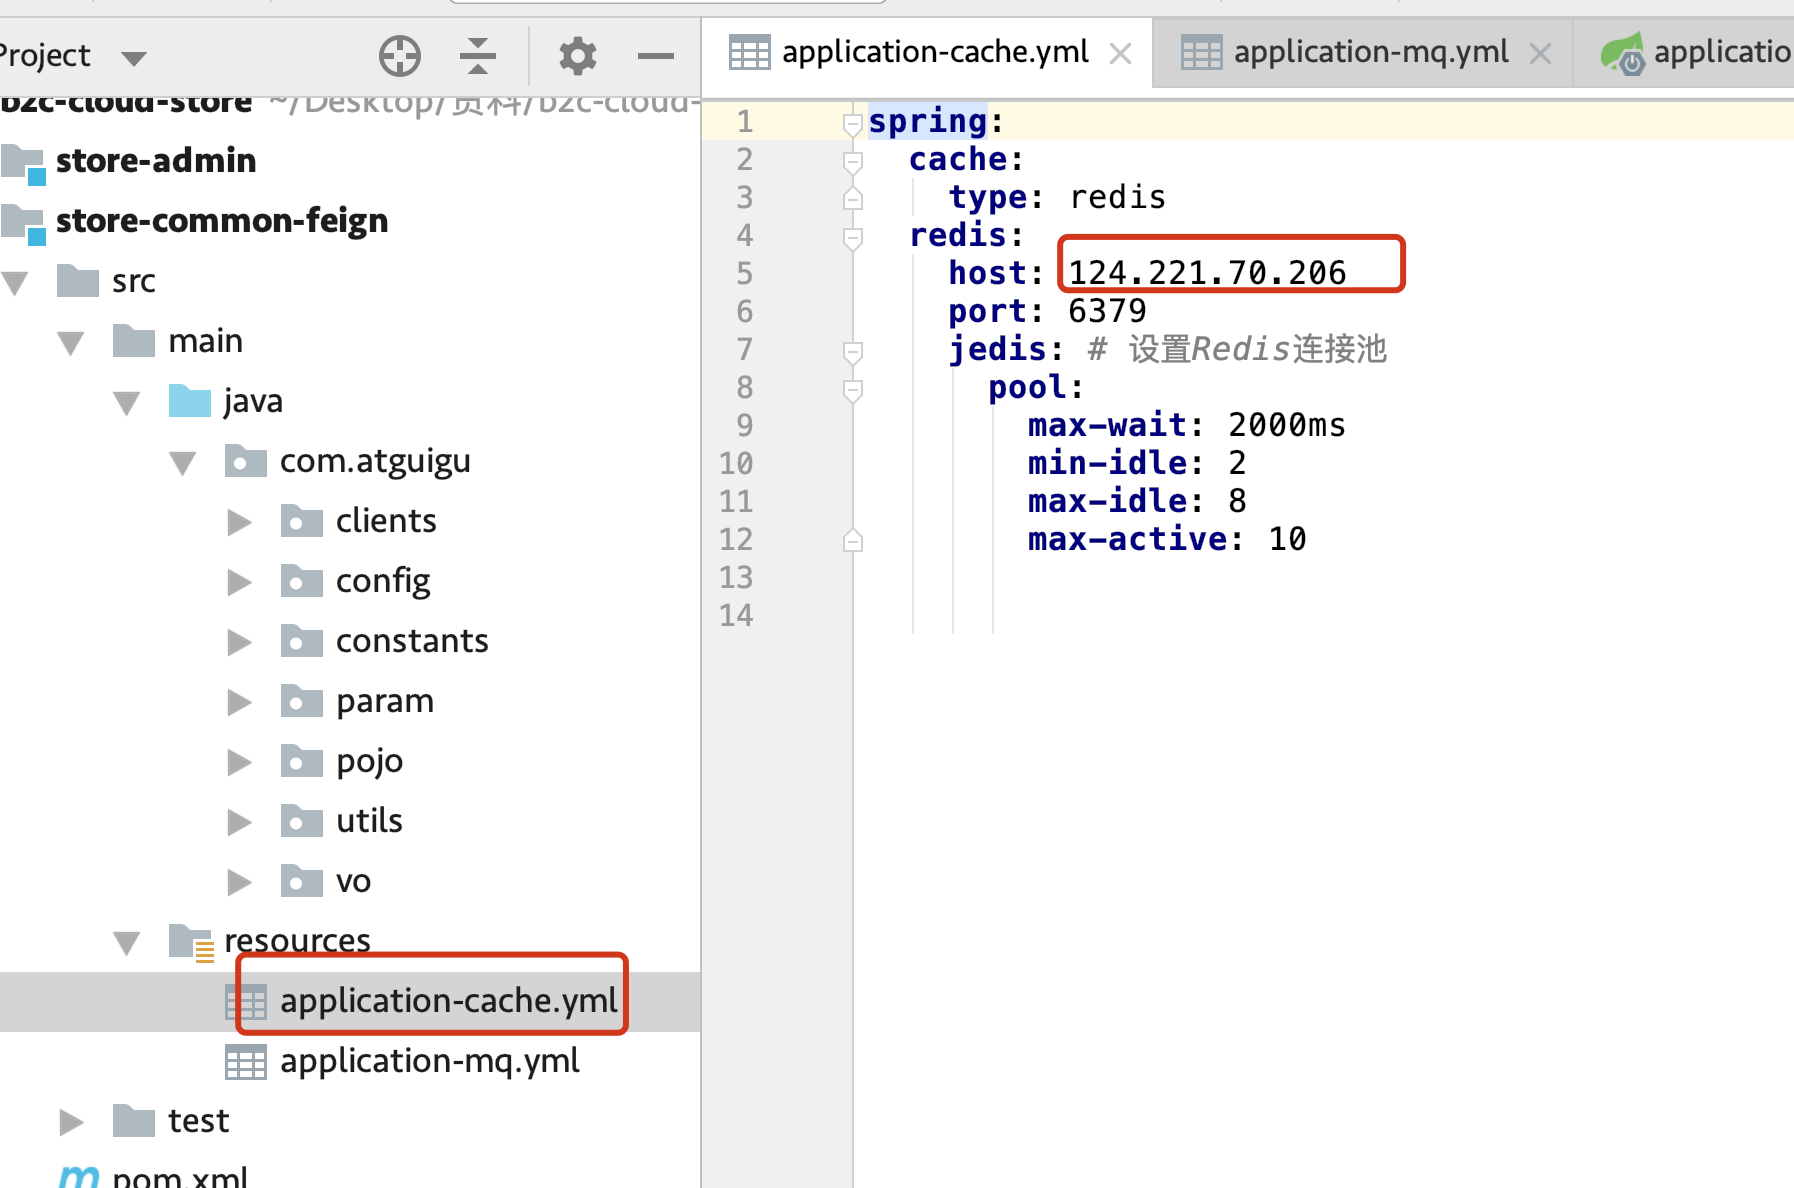 Project
application-cache.yml
application-mq.yml
applicatio
b2c-cloud-store ~/Desktop/资料/b2c-cloud-
store-admin
store-common-feign
src
main
java
com.atguigu
clients
config
constants
param
pojo
utils
vo
resources
application-cache.yml
application-mq.yml
test
pom.xml
1 spring:
2 cache:
3 type: redis
4 redis:
5 host: 124.221.70.206
6 port: 6379
7 jedis: # 设置Redis连接池
8 pool:
9 max-wait: 2000ms
10 min-idle: 2
11 max-idle: 8
12 max-active: 10
13
14